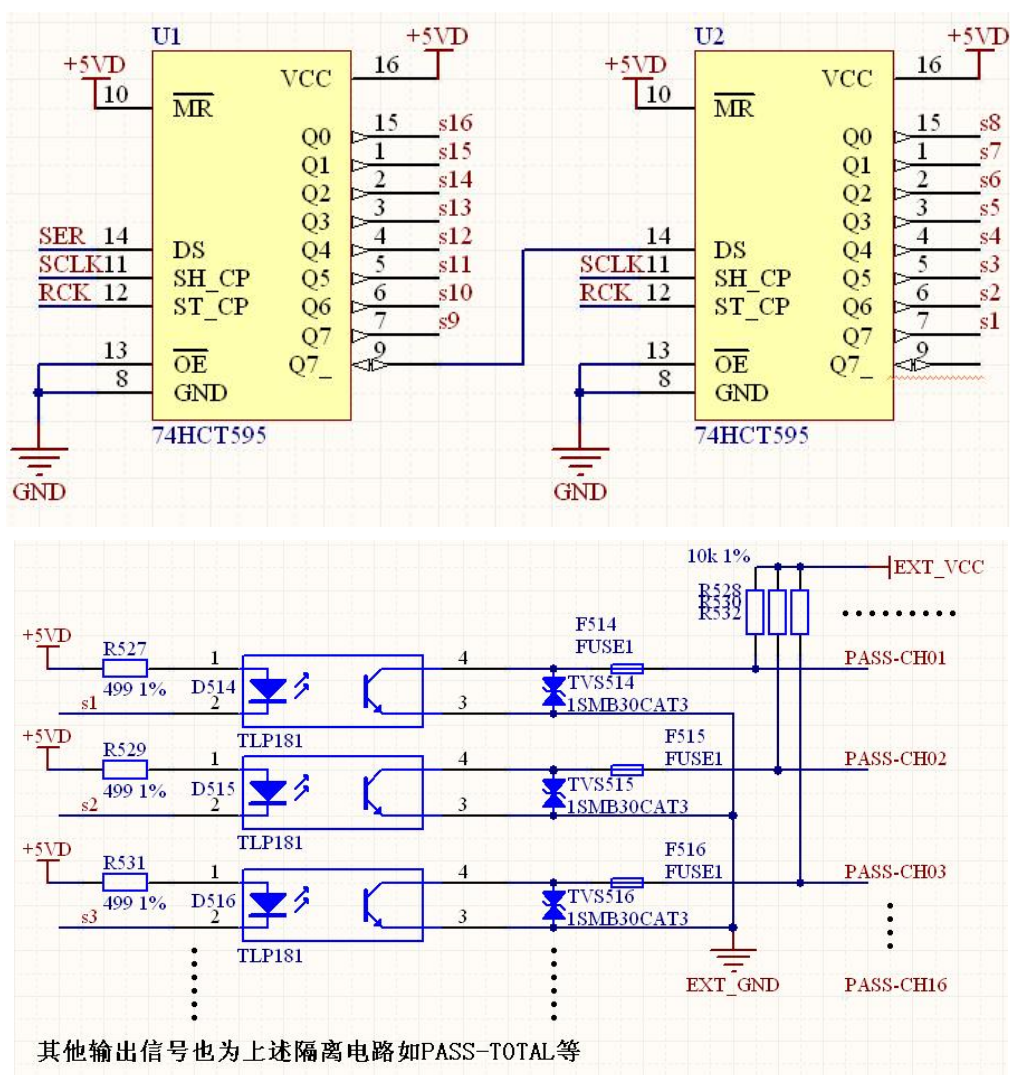 U1
+5VD
U2
+5VD
+5VD
16
+5VD
16
10
VCC
10
VCC
MR
MR
Q0 15 s16
Q1 1 s15
Q2 2 s14
Q3 3 s13
SER 14 DS Q4 4 s12
SCLK 11 SH_CP Q5 5 s11
RCK 12 ST_CP Q6 6 s10
Q7 7 s9
13 OE Q7_ 9
8 GND
74HCT595
GND
Q0 15 s8
Q1 1 s7
Q2 2 s6
Q3 3 s5
14 DS Q4 4 s4
SCLK 11 SH_CP Q5 5 s3
RCK 12 ST_CP Q6 6 s2
Q7 7 s1
13 OE Q7_ 9
8 GND
74HCT595
GND
10k 1%
EXT_VCC
R528
R530
R532
+5VD
R527
499 1%
s1
1
2
D514
TLP181
4
3
F514
FUSE1
TVS514
1SMB30CAT3
PASS-CH01
+5VD
R529
499 1%
s2
1
2
D515
TLP181
4
3
F515
FUSE1
TVS515
1SMB30CAT3
PASS-CH02
+5VD
R531
499 1%
s3
1
2
D516
TLP181
4
3
F516
FUSE1
TVS516
1SMB30CAT3
PASS-CH03
EXT_GND
PASS-CH16
其他输出信号也为上述隔离电路如PASS-TOTAL等